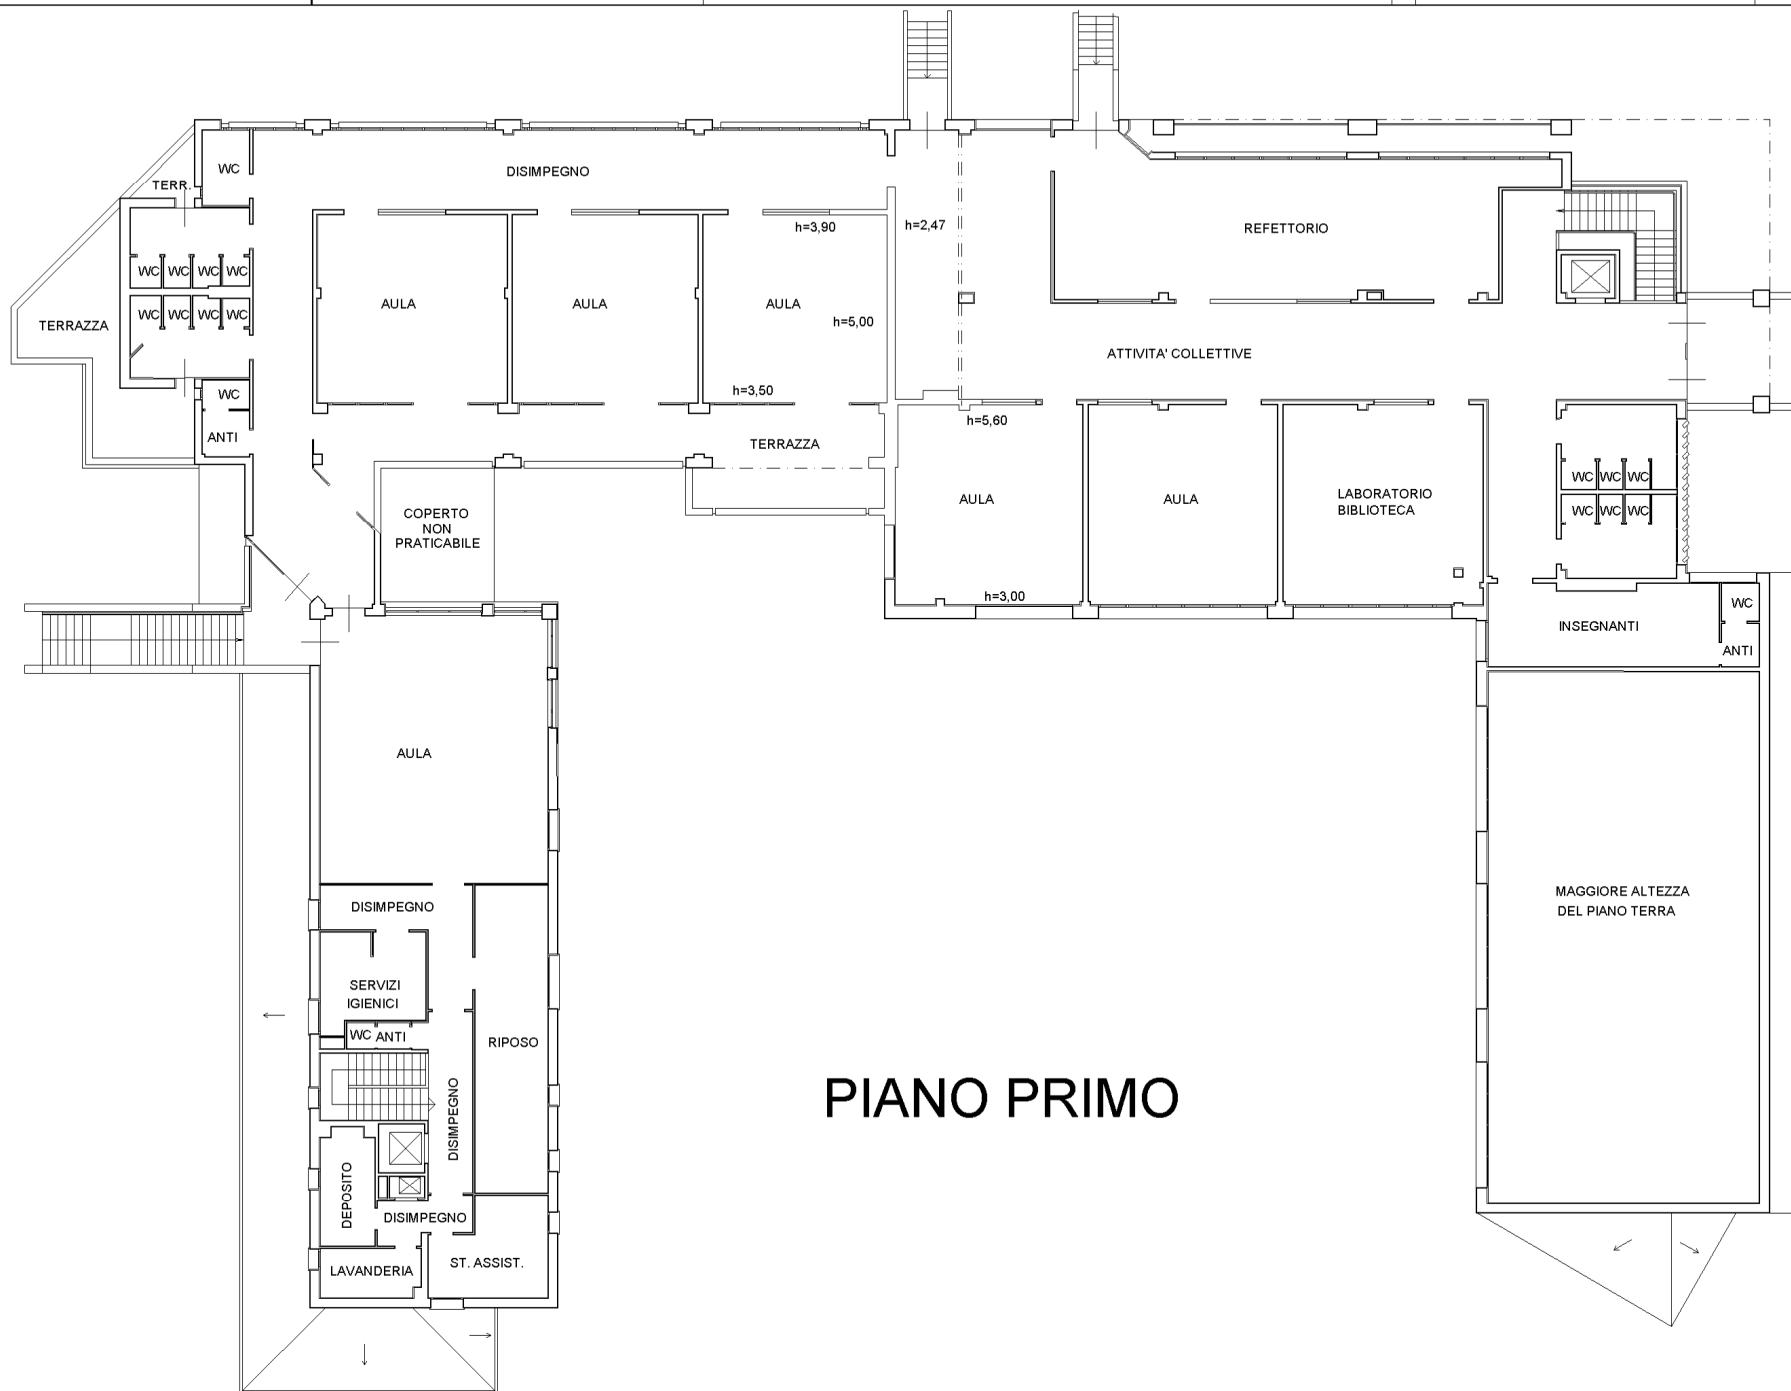 WC
DISIMPEGNO
TERR.
h=3,90
h=2,47
REFETTORIO
WC WC WC WC
AULA
AULA
AULA
WC WC WC WC
TERRAZZA
h=5,00
ATTIVITA' COLLETTIVE
WC
h=3,50
h=5,60
ANTI
TERRAZZA
WC WC WC
COPERTO
NON
PRATICABILE
AULA
AULA
LABORATORIO
BIBLIOTECA
WC WC WC
h=3,00
WC
INSEGNANTI
ANTI
AULA
MAGGIORE ALTEZZA
DEL PIANO TERRA
DISIMPEGNO
SERVIZI
IGIENICI
WC ANTI
RIPOSO
DISIMPEGNO
PIANO PRIMO
DEPOSITO
DISIMPEGNO
LAVANDERIA
ST. ASSIST.